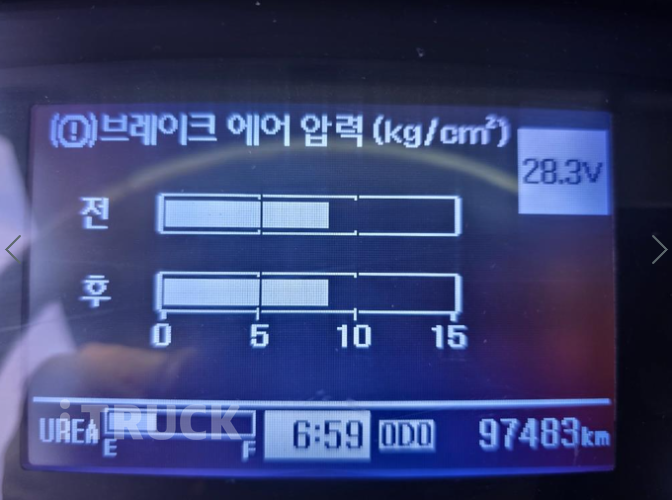 (!)브레이크 에어 압력 (kg/cm²)
28.3V
전
후
0 5 10 15
iTRUCK
UREA E F 6:59 ODO 97483km